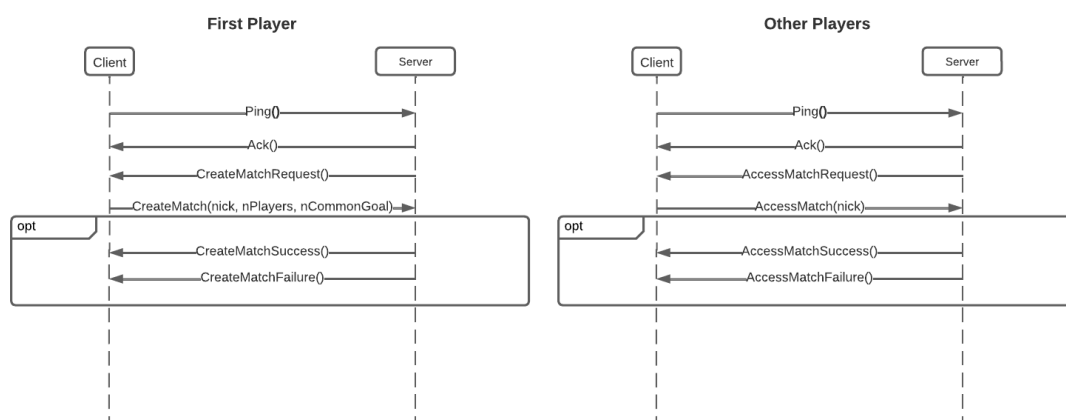 First Player
Client
Server
Ping()
Ack()
CreateMatchRequest()
CreateMatch(nick, nPlayers, nCommonGoal)
opt
CreateMatchSuccess()
CreateMatchFailure()
Other Players
Client
Server
Ping()
Ack()
AccessMatchRequest()
AccessMatch(nick)
opt
AccessMatchSuccess()
AccessMatchFailure()